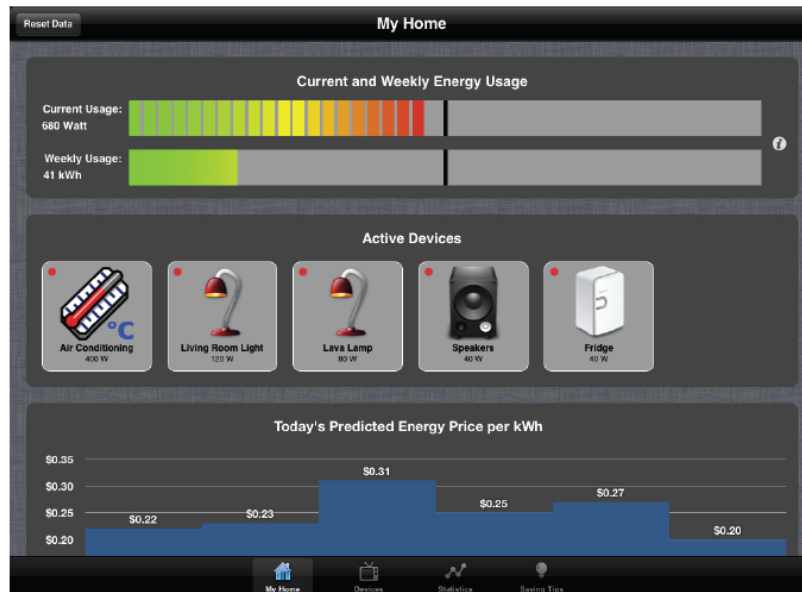 Reset Data
My Home
Current and Weekly Energy Usage
Current Usage:
680 Watt
Weekly Usage:
41 kWh
i
Active Devices
°C
Air Conditioning
400 W
Living Room Light
120 W
Lava Lamp
80 W
Speakers
40 W
Fridge
40 W
Today's Predicted Energy Price per kWh
$0.35
$0.30
$0.25
$0.20
$0.22
$0.23
$0.31
$0.25
$0.27
$0.20
My Home
Devices
Statistics
Saving Tips